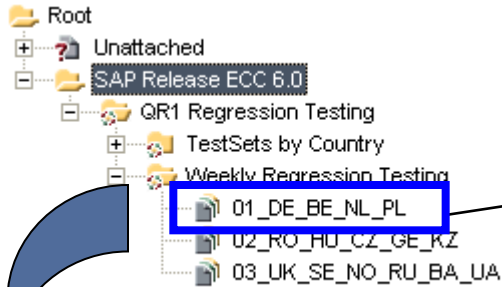 Root
Unattached
SAP Release ECC 6.0
QR1 Regression Testing
TestSets by Country
Weekly Regression Testing
01_DE_BE_NL_PL
02_RO_HU_CZ_GE_KZ
03_UK_SE_NO_RU_BA_UA